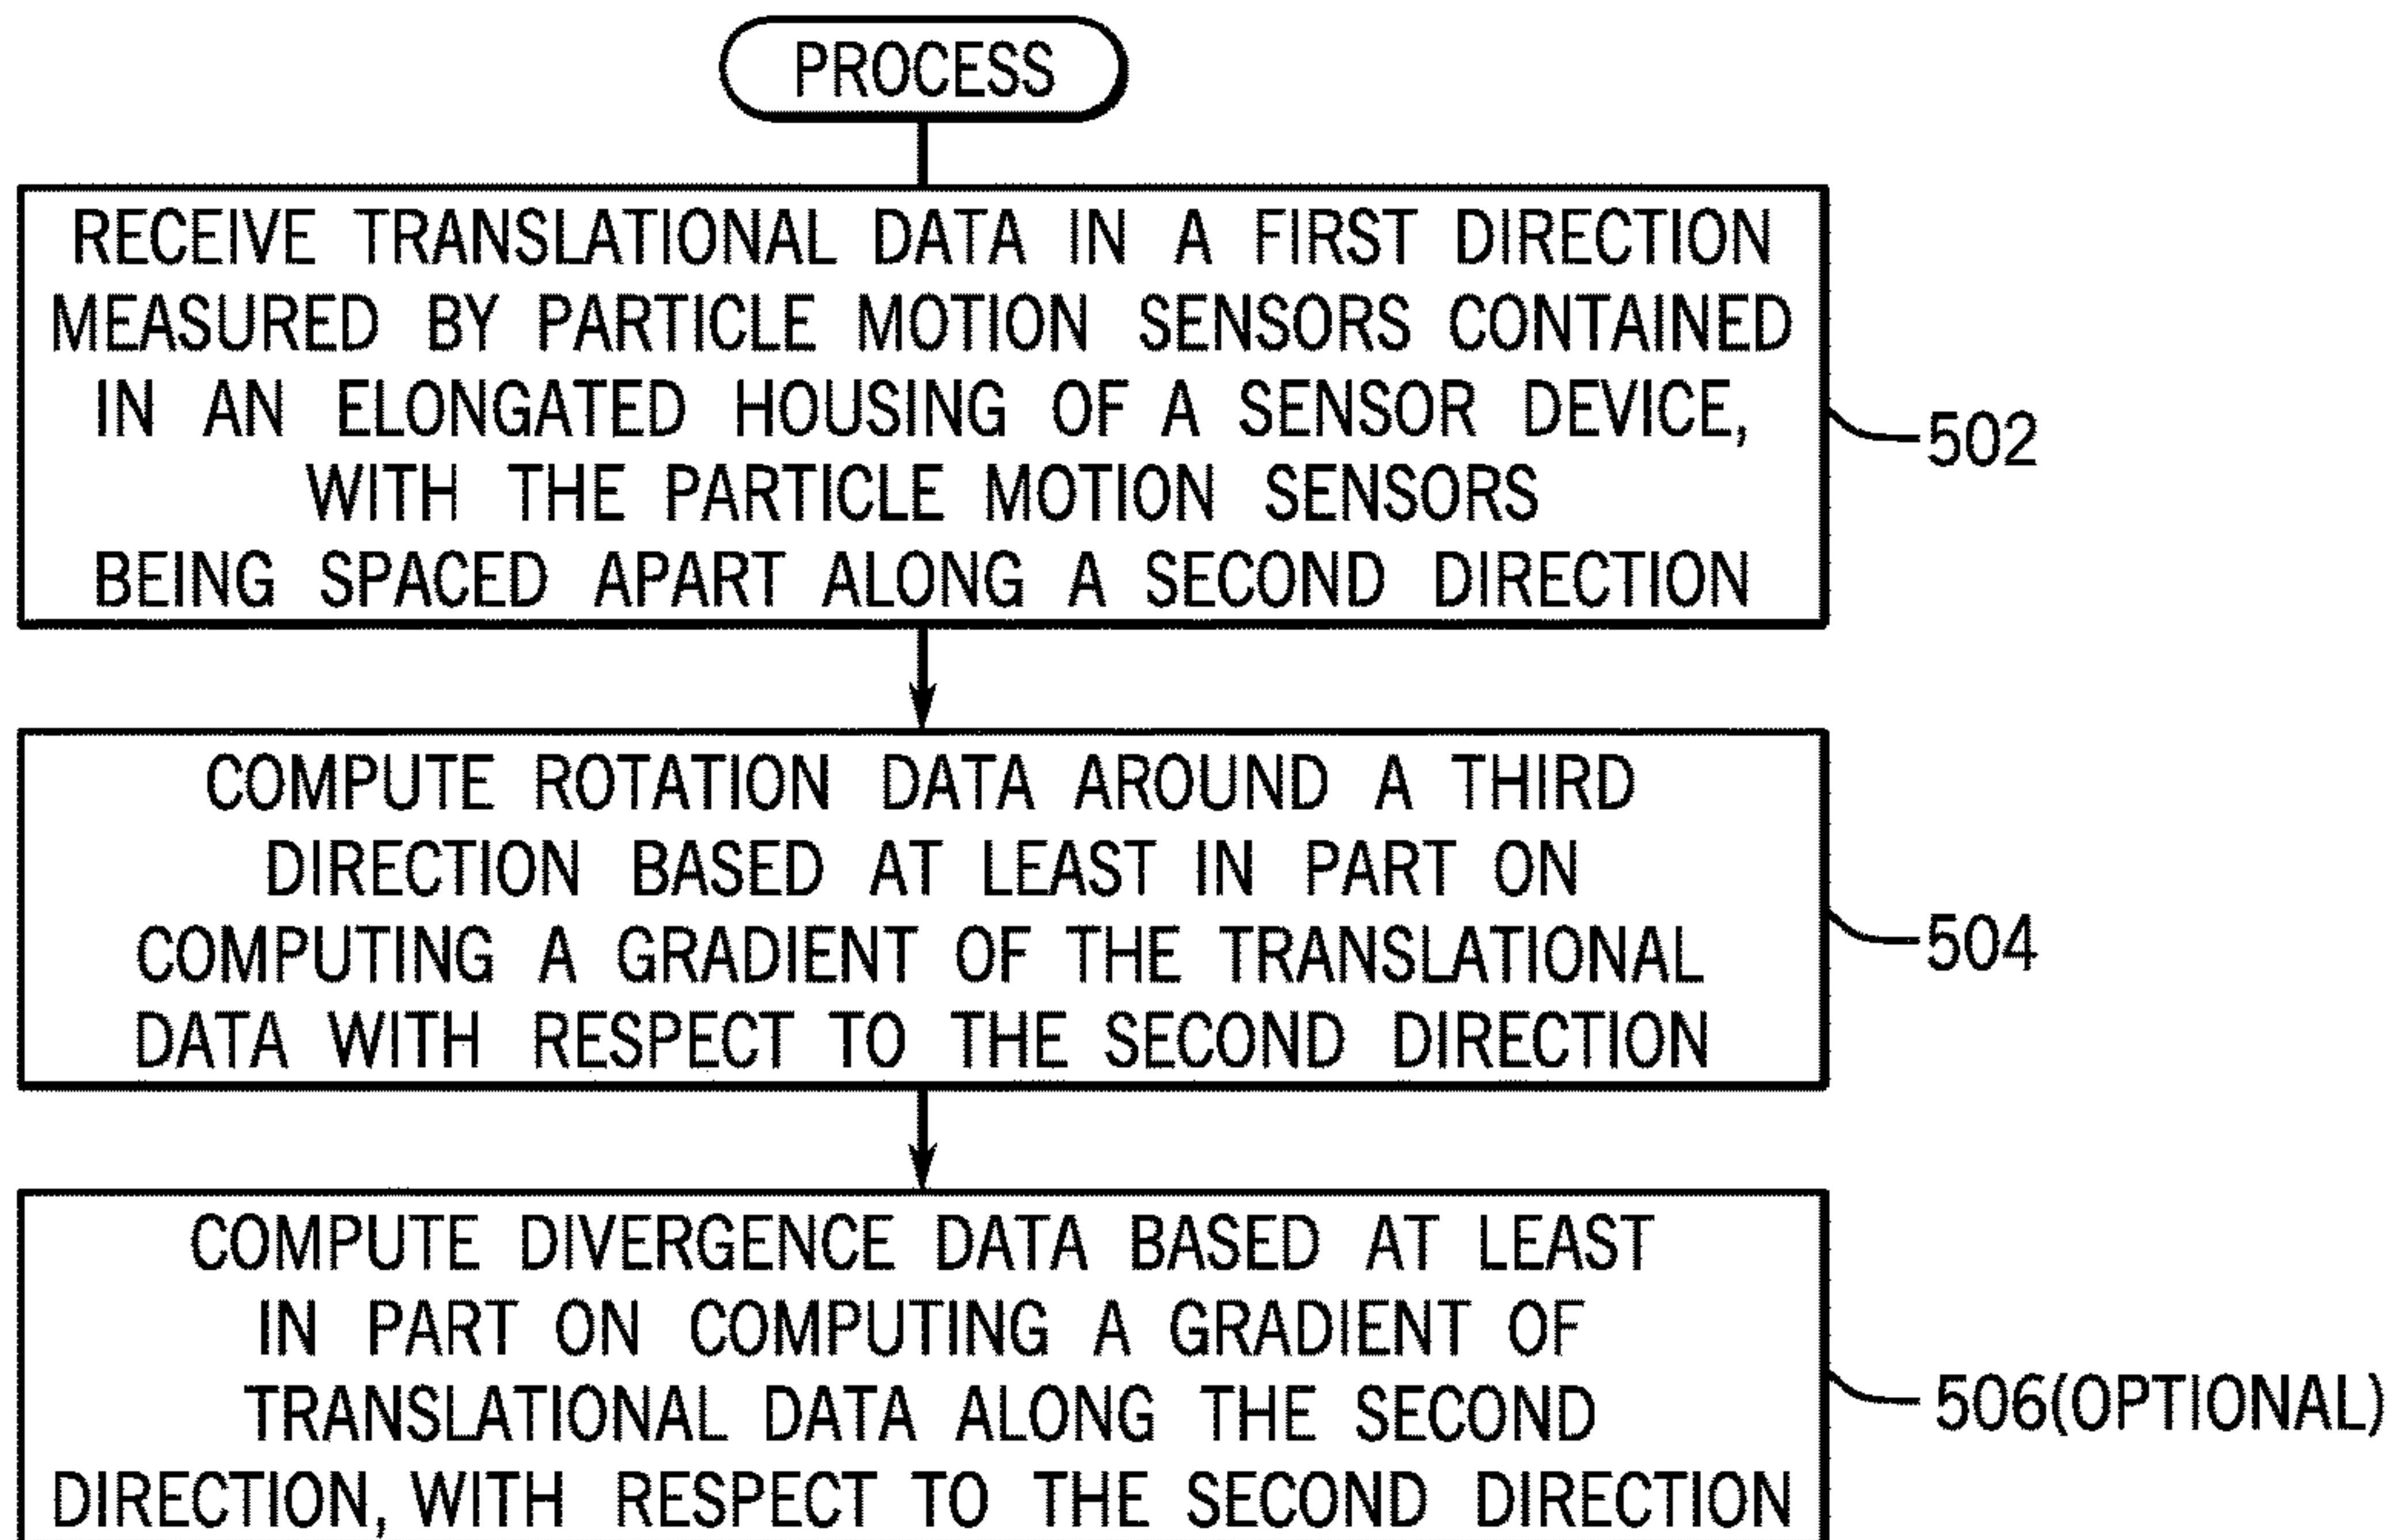 PROCESS
RECEIVE TRANSLATIONAL DATA IN A FIRST DIRECTION
MEASURED BY PARTICLE MOTION SENSORS CONTAINED
IN AN ELONGATED HOUSING OF A SENSOR DEVICE,
WITH THE PARTICLE MOTION SENSORS
BEING SPACED APART ALONG A SECOND DIRECTION
502
COMPUTE ROTATION DATA AROUND A THIRD
DIRECTION BASED AT LEAST IN PART ON
COMPUTING A GRADIENT OF THE TRANSLATIONAL
DATA WITH RESPECT TO THE SECOND DIRECTION
504
COMPUTE DIVERGENCE DATA BASED AT LEAST
IN PART ON COMPUTING A GRADIENT OF
TRANSLATIONAL DATA ALONG THE SECOND
DIRECTION, WITH RESPECT TO THE SECOND DIRECTION
506(OPTIONAL)